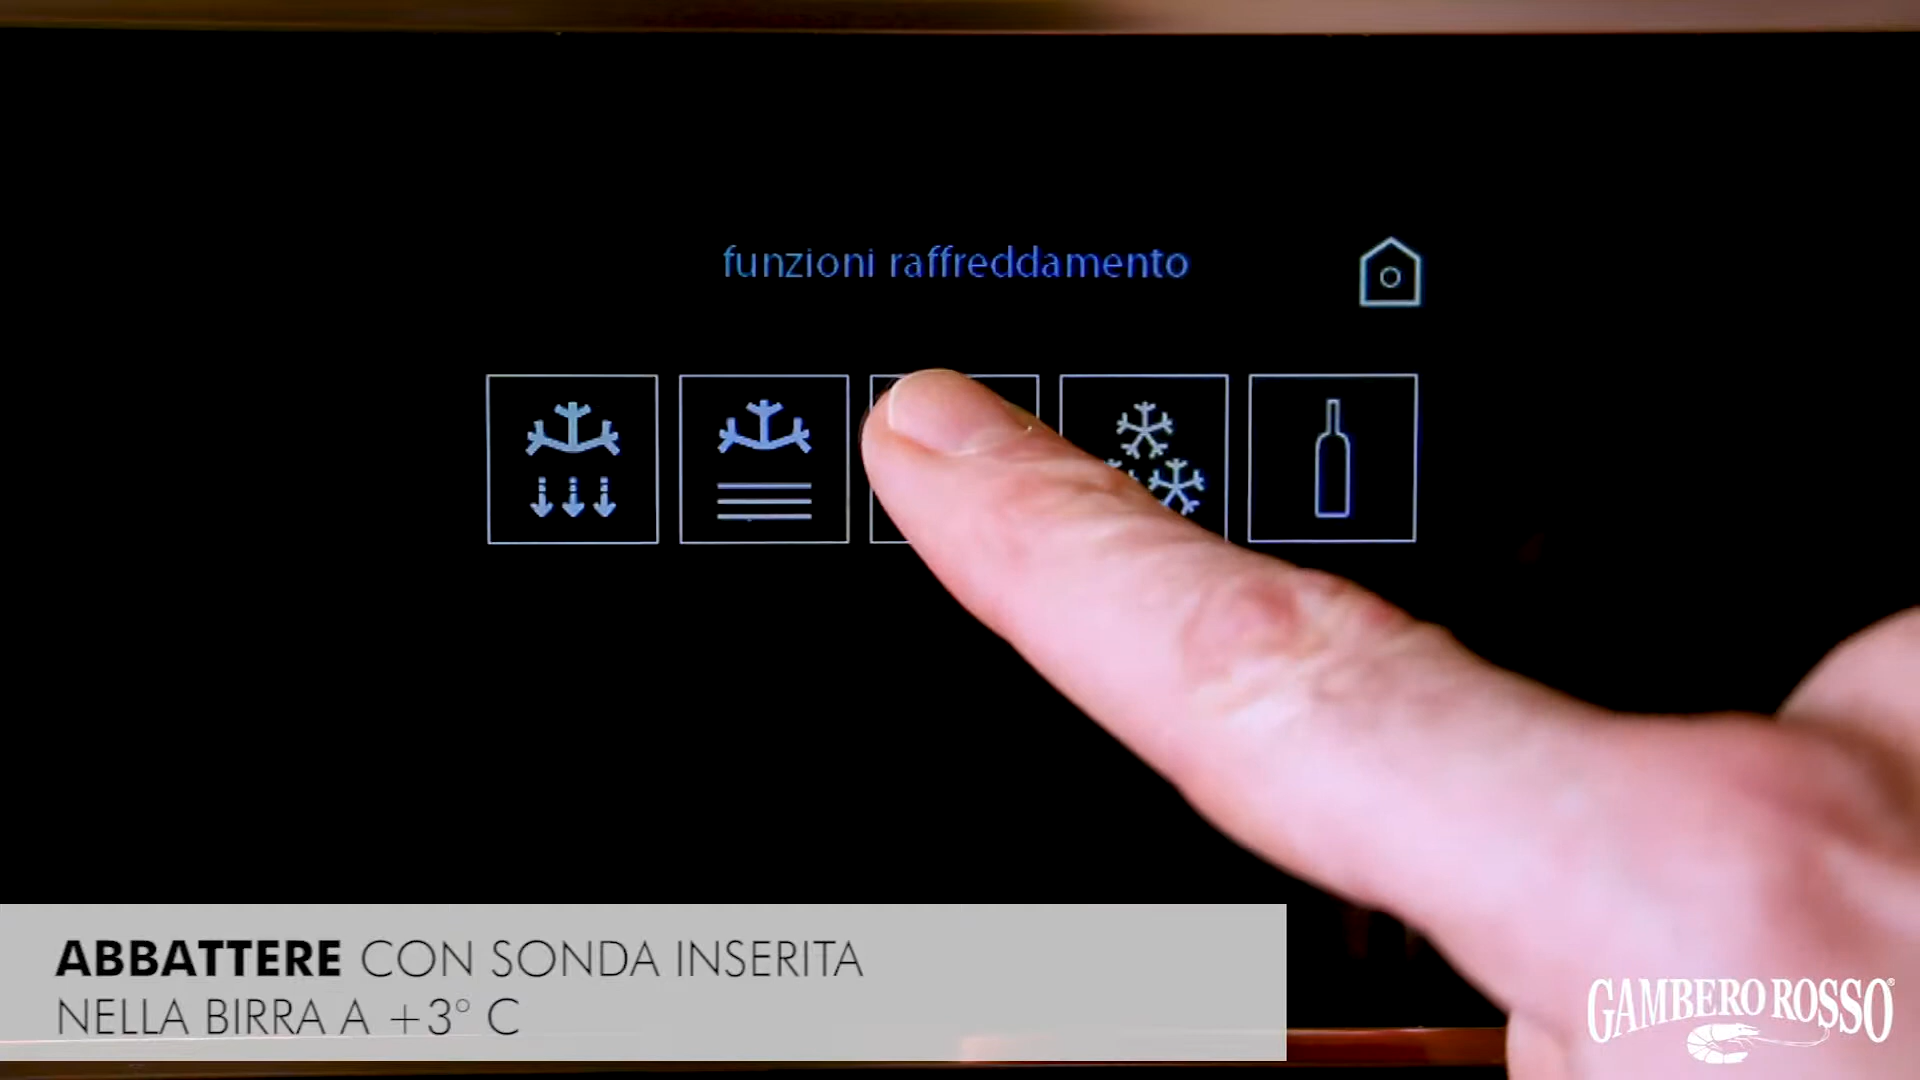 funzioni raffreddamento
ABBATTERE CON SONDA INSERITA
NELLA BIRRA A +3° C
GAMBERO ROSSO®